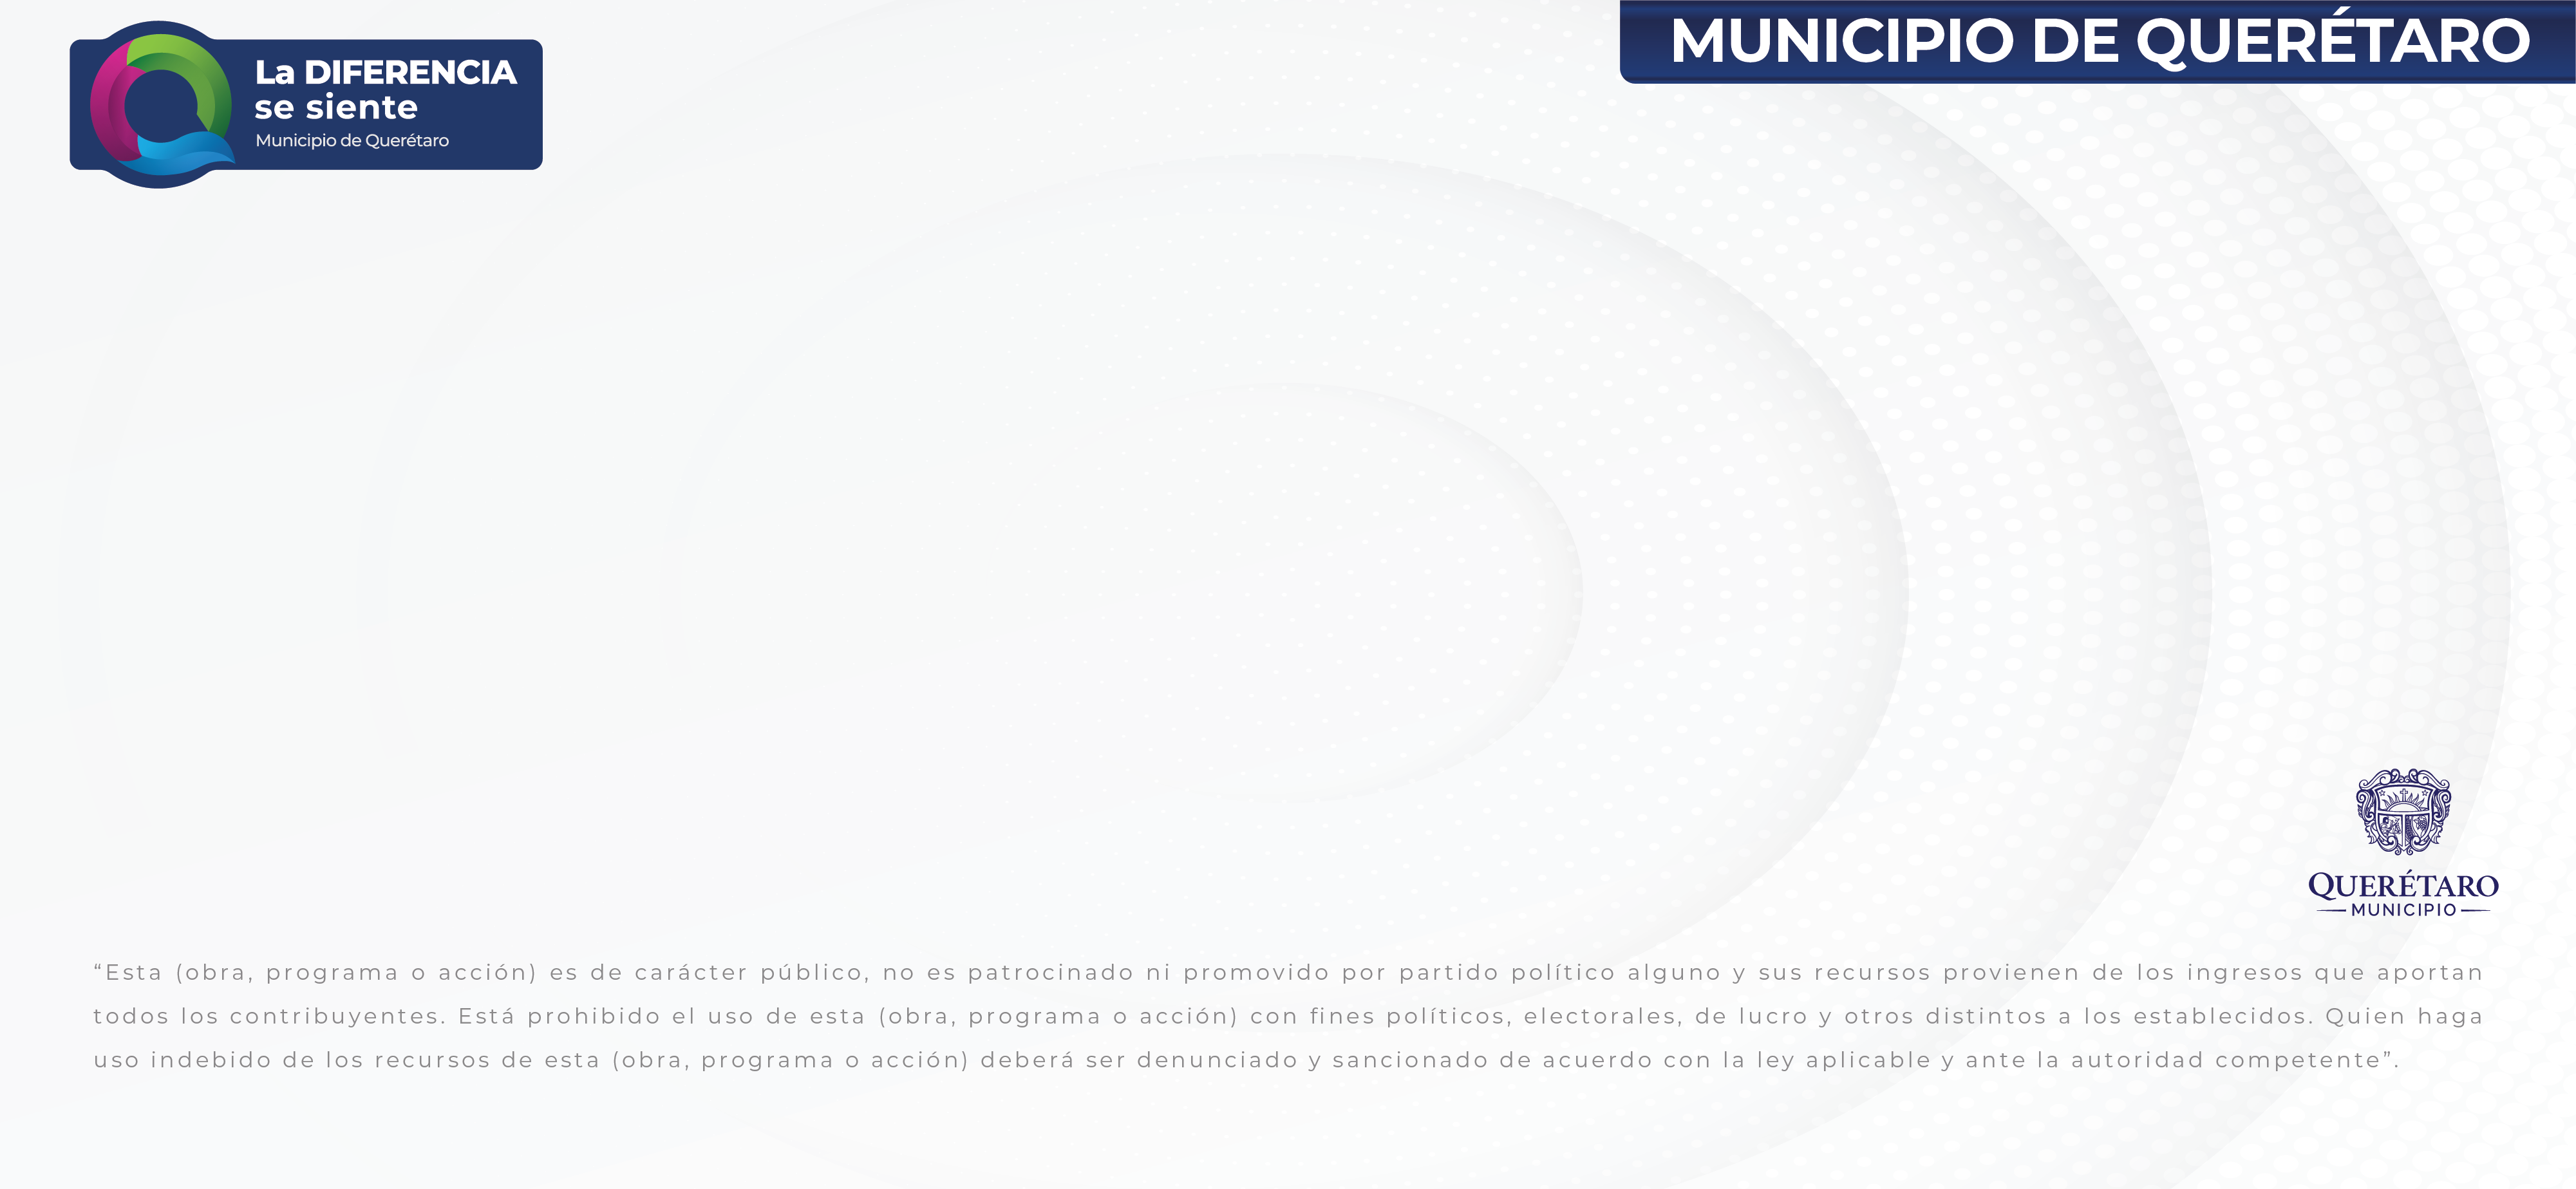 MUNICIPIO DE QUERÉTARO
La DIFERENCIA
se siente
Municipio de Querétaro
QUERÉTARO
MUNICIPIO
“Esta (obra, programa o acción) es de carácter público, no es patrocinado ni promovido por partido político alguno y sus recursos provienen de los ingresos que aportan
todos los contribuyentes. Está prohibido el uso de esta (obra, programa o acción) con fines políticos, electorales, de lucro y otros distintos a los establecidos. Quien haga
uso indebido de los recursos de esta (obra, programa o acción) deberá ser denunciado y sancionado de acuerdo con la ley aplicable y ante la autoridad competente”.